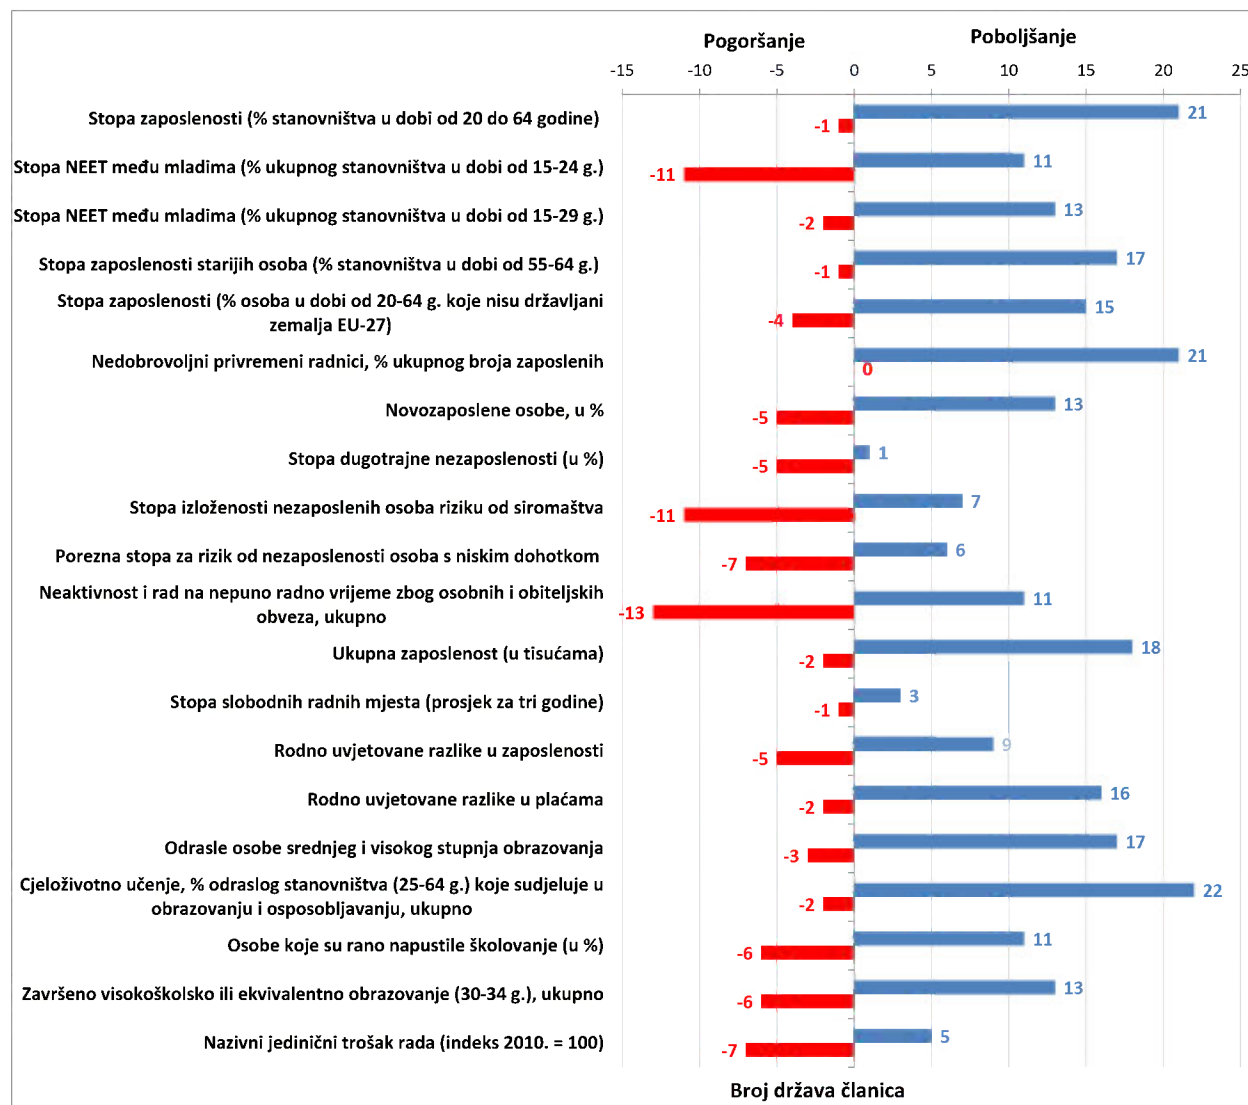 Pogoršanje Poboljšanje
-15 -10 -5 0 5 10 15 20 25
Stopa zaposlenosti (% stanovništva u dobi od 20 do 64 godine) -1 21
Stopa NEET među mladima (% ukupnog stanovništva u dobi od 15-24 g.) -11 11
Stopa NEET među mladima (% ukupnog stanovništva u dobi od 15-29 g.) -2 13
Stopa zaposlenosti starijih osoba (% stanovništva u dobi od 55-64 g.) -1 17
Stopa zaposlenosti (% osoba u dobi od 20-64 g. koje nisu državljani
zemalja EU-27) -4 15
Nedobrovoljni privremeni radnici, % ukupnog broja zaposlenih 0 21
Novozaposlene osobe, u % -5 13
Stopa dugotrajne nezaposlenosti (u %) -5 1
Stopa izloženosti nezaposlenih osoba riziku od siromaštva -11 7
Porezna stopa za rizik od nezaposlenosti osoba s niskim dohotkom -7 6
Neaktivnost i rad na nepuno radno vrijeme zbog osobnih i obiteljskih
obveza, ukupno -13 11
Ukupna zaposlenost (u tisućama) -2 18
Stopa slobodnih radnih mjesta (prosjek za tri godine) -1 3
Rodno uvjetovane razlike u zaposlenosti -5 9
Rodno uvjetovane razlike u plaćama -2 16
Odrasle osobe srednjeg i visokog stupnja obrazovanja -3 17
Cjeloživotno učenje, % odraslog stanovništva (25-64 g.) koje sudjeluje u
obrazovanju i osposobljavanju, ukupno -2 22
Osobe koje su rano napustile školovanje (u %) -6 11
Završeno visokoškolsko ili ekvivalentno obrazovanje (30-34 g.), ukupno -6 13
Nazivni jedinični trošak rada (indeks 2010. = 100) -7 5
Broj država članica